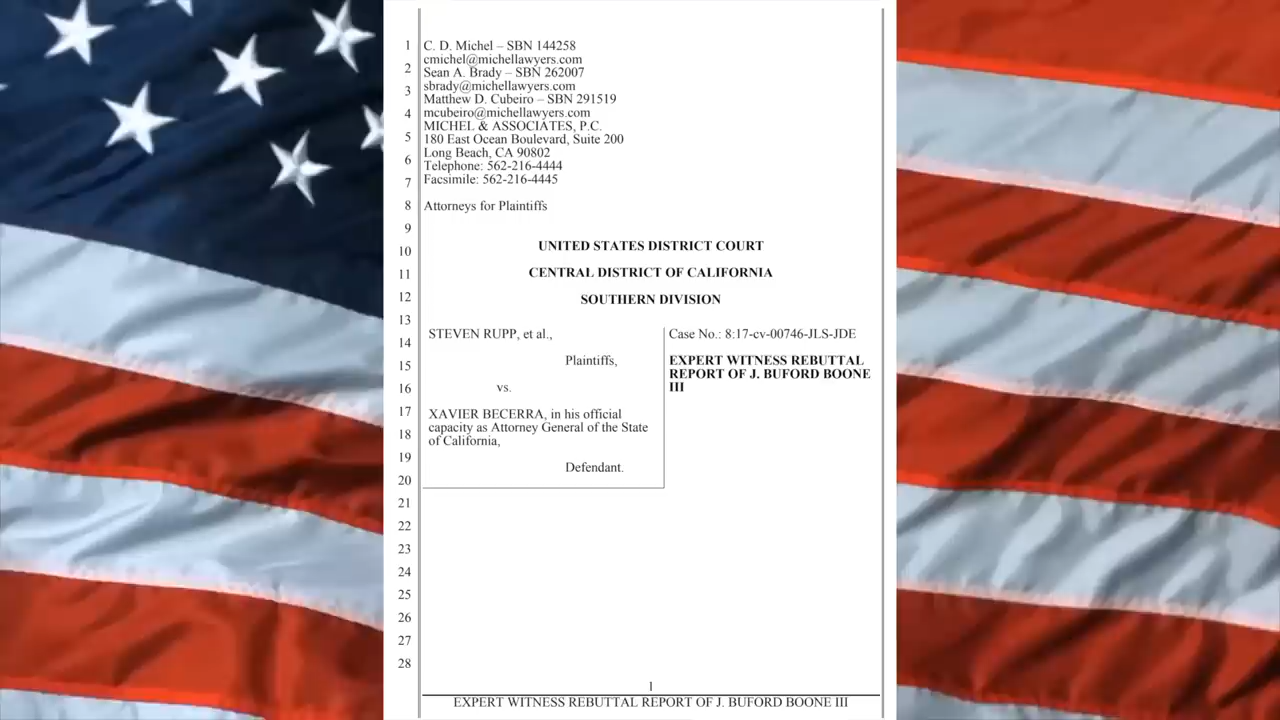 1 C. D. Michel – SBN 144258
cmichel@michellawyers.com
2 Sean A. Brady – SBN 262007
3 sbrady@michellawyers.com
Matthew D. Cubeiro – SBN 291519
4 mcubeiro@michellawyers.com
MICHEL & ASSOCIATES, P.C.
5 180 East Ocean Boulevard, Suite 200
6 Long Beach, CA 90802
Telephone: 562-216-4444
7 Facsimile: 562-216-4445
8 Attorneys for Plaintiffs
9
10 UNITED STATES DISTRICT COURT
11 CENTRAL DISTRICT OF CALIFORNIA
12 SOUTHERN DIVISION
13
14 STEVEN RUPP, et al.,
15 Plaintiffs,
16 vs.
17 XAVIER BECERRA, in his official
18 capacity as Attorney General of the State
of California,
19
20 Defendant.
Case No.: 8:17-cv-00746-JLS-JDE
EXPERT WITNESS REBUTTAL
REPORT OF J. BUFORD BOONE
III
21
22
23
24
25
26
27
28
1
EXPERT WITNESS REBUTTAL REPORT OF J. BUFORD BOONE III